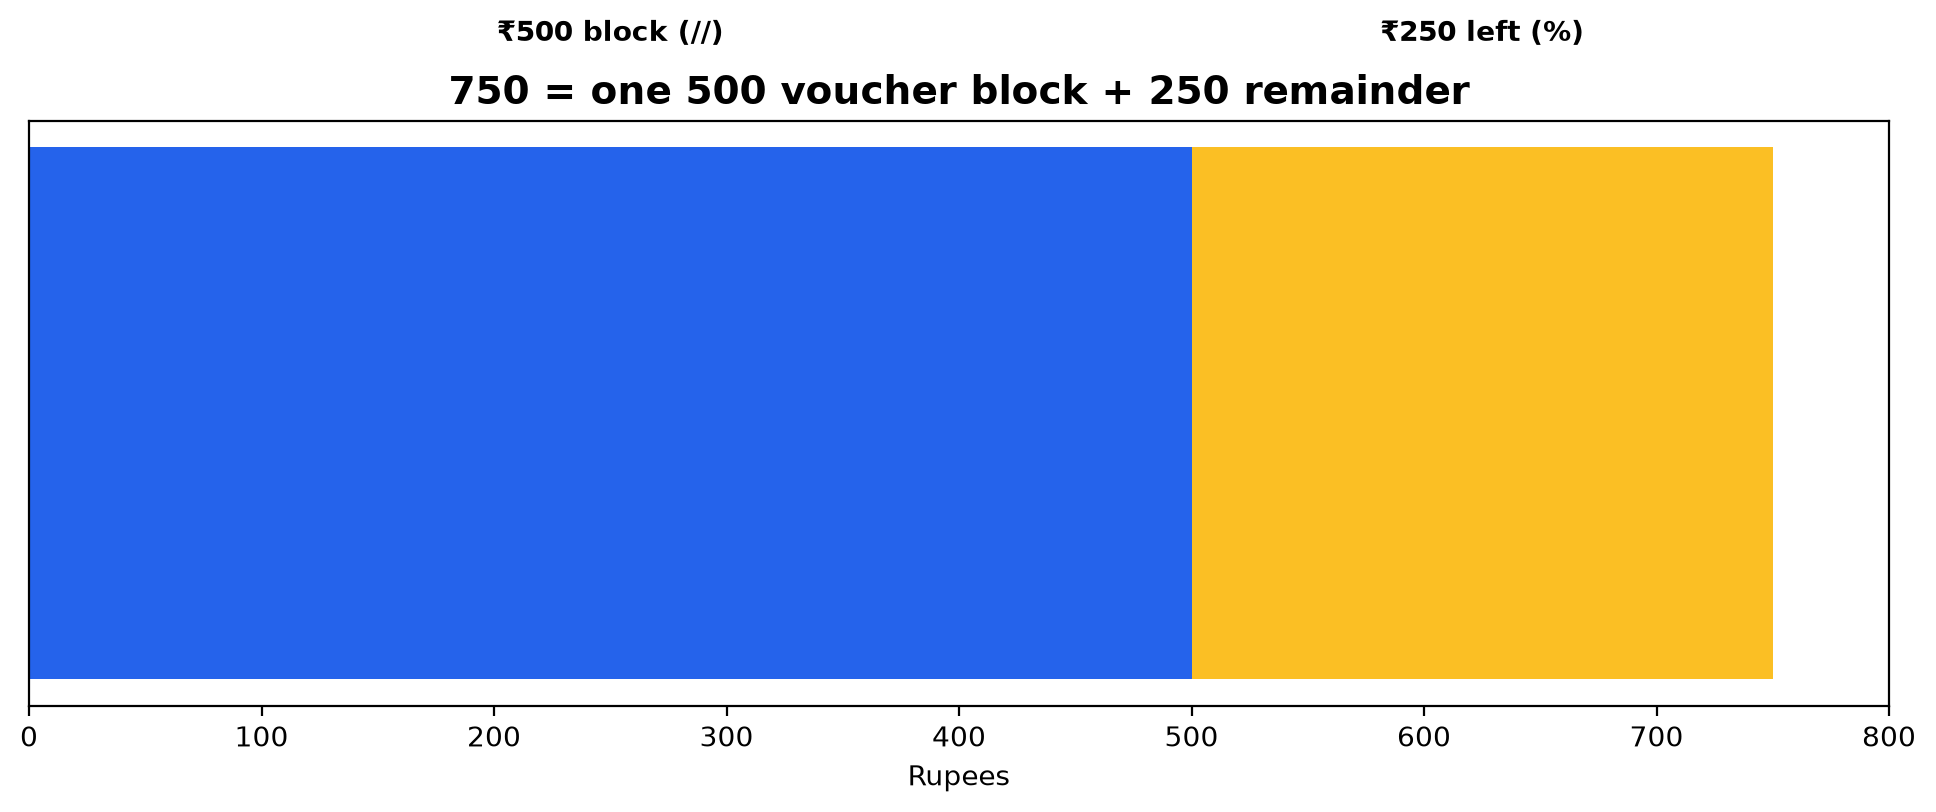 ₹500 block (//) ₹250 left (%)
750 = one 500 voucher block + 250 remainder
0 100 200 300 400 500 600 700 800
Rupees